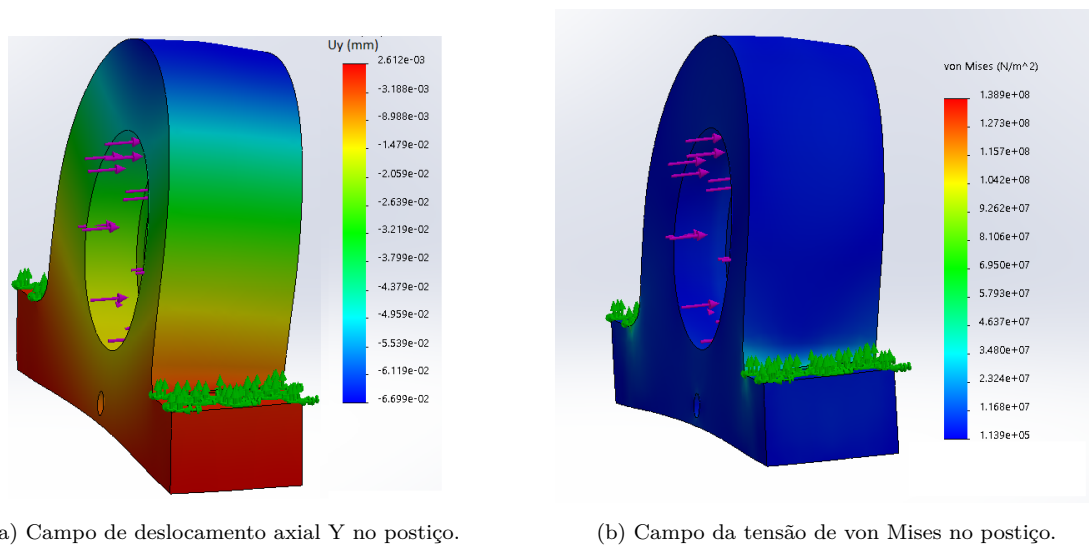 Uy (mm)
2.612e-03
-3.188e-03
-8.988e-03
-1.479e-02
-2.059e-02
-2.639e-02
-3.219e-02
-3.799e-02
-4.379e-02
-4.959e-02
-5.539e-02
-6.119e-02
-6.699e-02
von Mises (N/m^2)
1.389e+08
1.273e+08
1.157e+08
1.042e+08
9.262e+07
8.106e+07
6.950e+07
5.793e+07
4.637e+07
3.480e+07
2.324e+07
1.168e+07
1.139e+05
a) Campo de deslocamento axial Y no postiço.
(b) Campo da tensão de von Mises no postiço.